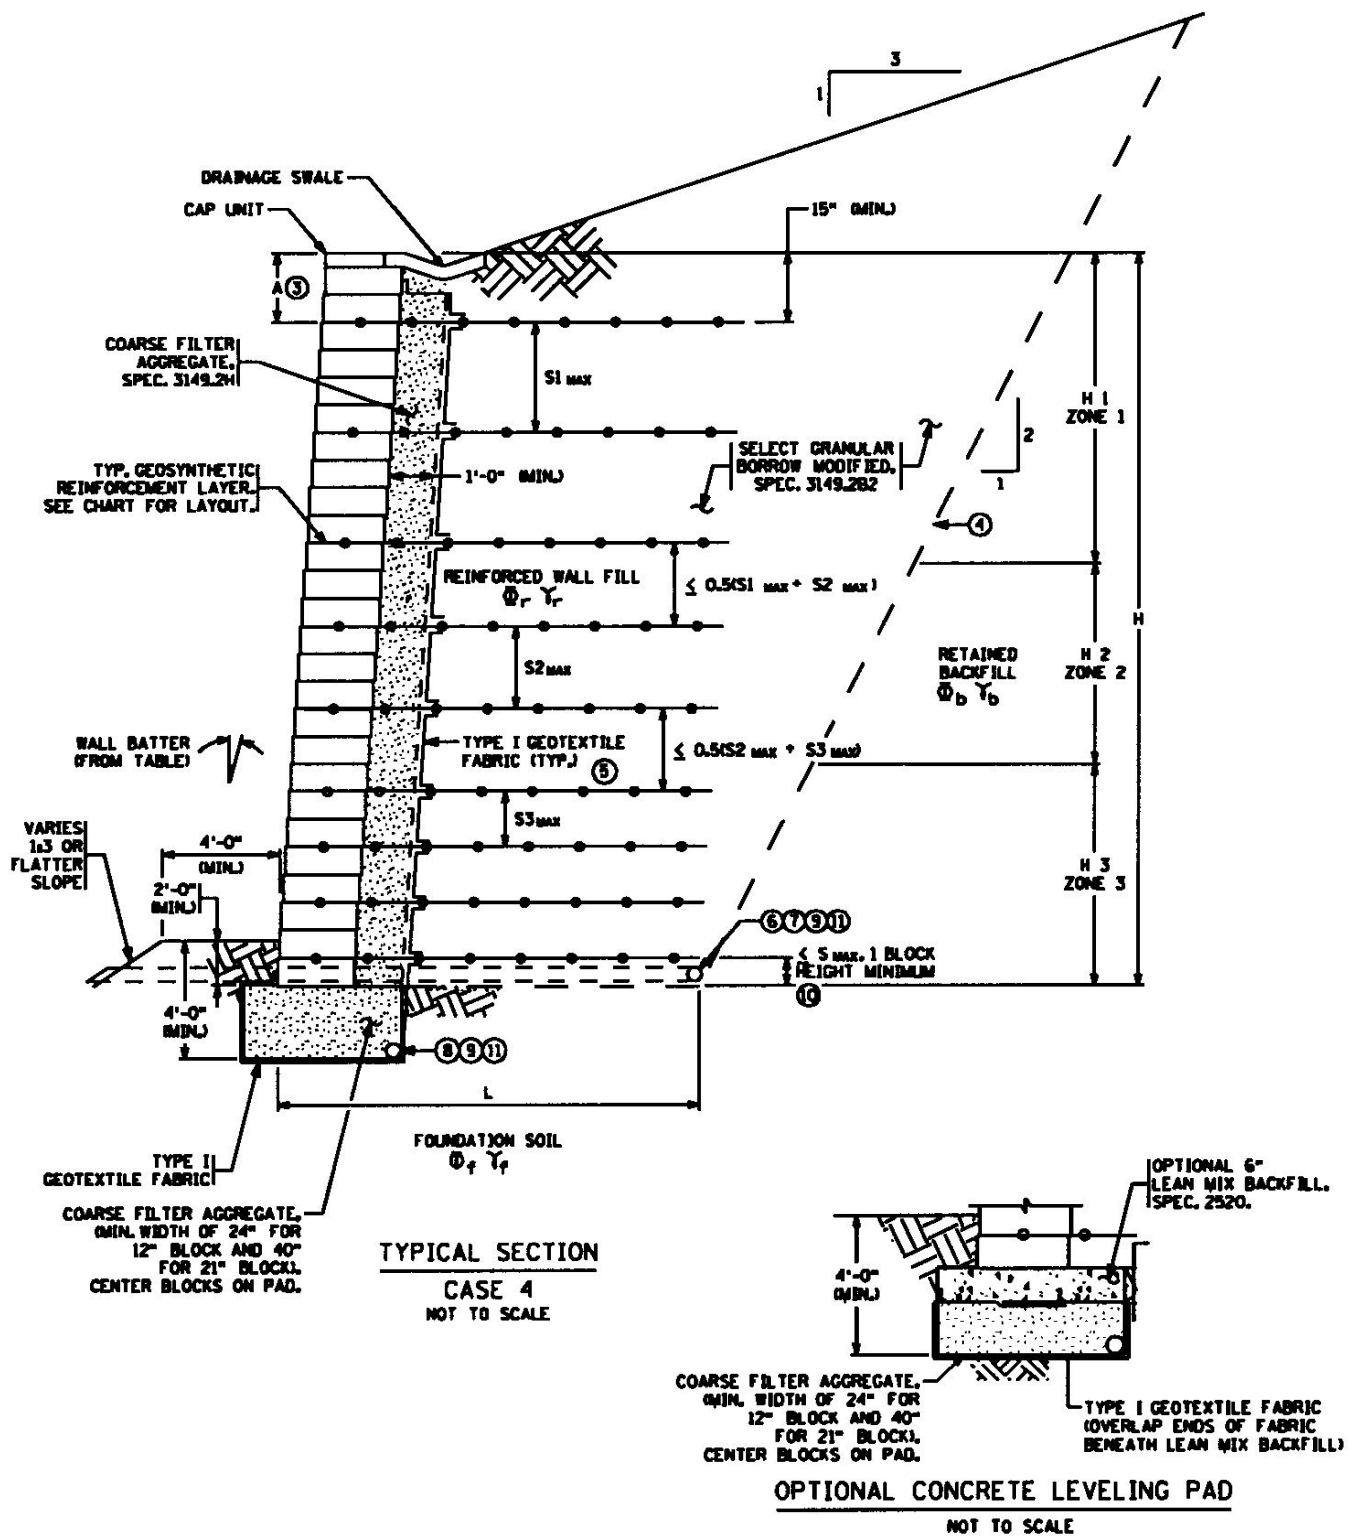 3
1
DRAINAGE SWALE
CAP UNIT
15" (MIN.)
A ③
COARSE FILTER
AGGREGATE.
SPEC. 3149.2H
S1 MAX
H 1
ZONE 1
2
1
SELECT GRANULAR
BORROW MODIFIED.
SPEC. 3149.2B2
TYP. GEOSYNTHETIC
REINFORCEMENT LAYER.
SEE CHART FOR LAYOUT.
1'-0" (MIN.)
④
REINFORCED WALL FILL
Φr γr
≤ 0.5(S1 MAX + S2 MAX)
H
S2 MAX
RETAINED
BACKFILL
Φb γb
H 2
ZONE 2
WALL BATTER
(FROM TABLE)
TYPE I GEOTEXTILE
FABRIC (TYP.) ⑤
≤ 0.5(S2 MAX + S3 MAX)
S3 MAX
VARIES
1:3 OR
FLATTER
SLOPE
4'-0"
(MIN.)
2'-0"
(MIN.)
H 3
ZONE 3
⑥⑦⑨⑪
≤ S MAX. 1 BLOCK
HEIGHT MINIMUM
⑩
4'-0"
(MIN.)
⑧⑨⑪
L
FOUNDATION SOIL
Φf γf
TYPE I
GEOTEXTILE FABRIC
COARSE FILTER AGGREGATE.
(MIN. WIDTH OF 24" FOR
12" BLOCK AND 40"
FOR 21" BLOCK).
CENTER BLOCKS ON PAD.
TYPICAL SECTION
CASE 4
NOT TO SCALE
OPTIONAL 6"
LEAN MIX BACKFILL.
SPEC. 2520.
4'-0"
(MIN.)
COARSE FILTER AGGREGATE.
(MIN. WIDTH OF 24" FOR
12" BLOCK AND 40"
FOR 21" BLOCK).
CENTER BLOCKS ON PAD.
TYPE I GEOTEXTILE FABRIC
(OVERLAP ENDS OF FABRIC
BENEATH LEAN MIX BACKFILL)
OPTIONAL CONCRETE LEVELING PAD
NOT TO SCALE